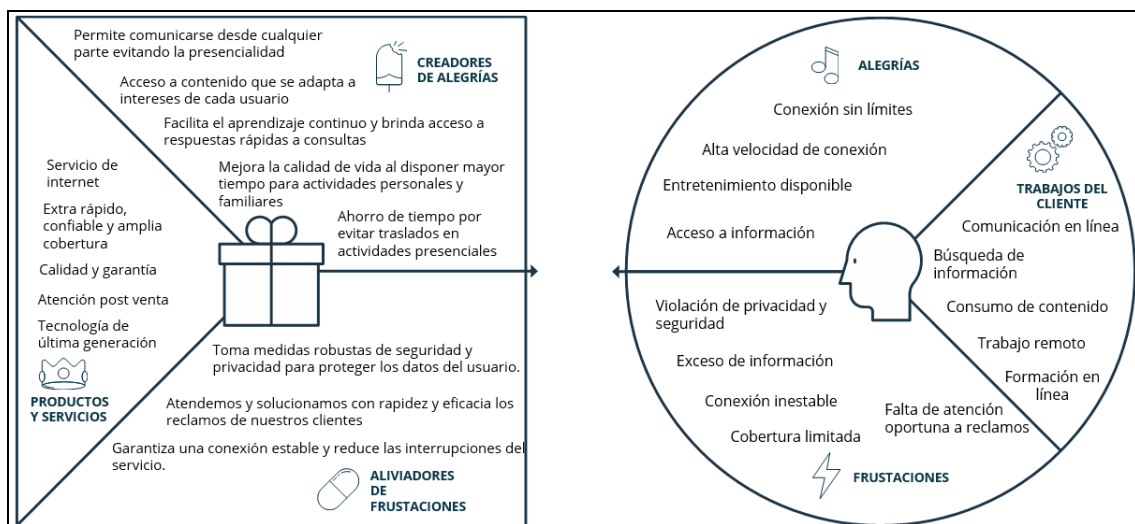 Permite comunicarse desde cualquier
parte evitando la presencialidad
CREADORES
DE ALEGRÍAS
Acceso a contenido que se adapta a
intereses de cada usuario
Facilita el aprendizaje continuo y brinda acceso a
respuestas rápidas a consultas
Mejora la calidad de vida al disponer mayor
tiempo para actividades personales y
familiares
Ahorro de tiempo por
evitar traslados en
actividades presenciales
Servicio de
internet
Extra rápido,
confiable y amplia
cobertura
Calidad y garantía
Atención post venta
Tecnología de
última generación
PRODUCTOS
Y SERVICIOS
Toma medidas robustas de seguridad y
privacidad para proteger los datos del usuario.
Atendemos y solucionamos con rapidez y eficacia los
reclamos de nuestros clientes
Garantiza una conexión estable y reduce las interrupciones del
servicio.
ALIVIADORES
DE
FRUSTACIONES
ALEGRÍAS
Conexión sin límites
Alta velocidad de conexión
Entretenimiento disponible
Acceso a información
TRABAJOS DEL
CLIENTE
Comunicación en línea
Búsqueda de
información
Consumo de contenido
Trabajo remoto
Formación en
línea
Violación de privacidad y
seguridad
Exceso de información
Conexión inestable
Cobertura limitada
Falta de atención
oportuna a reclamos
FRUSTACIONES